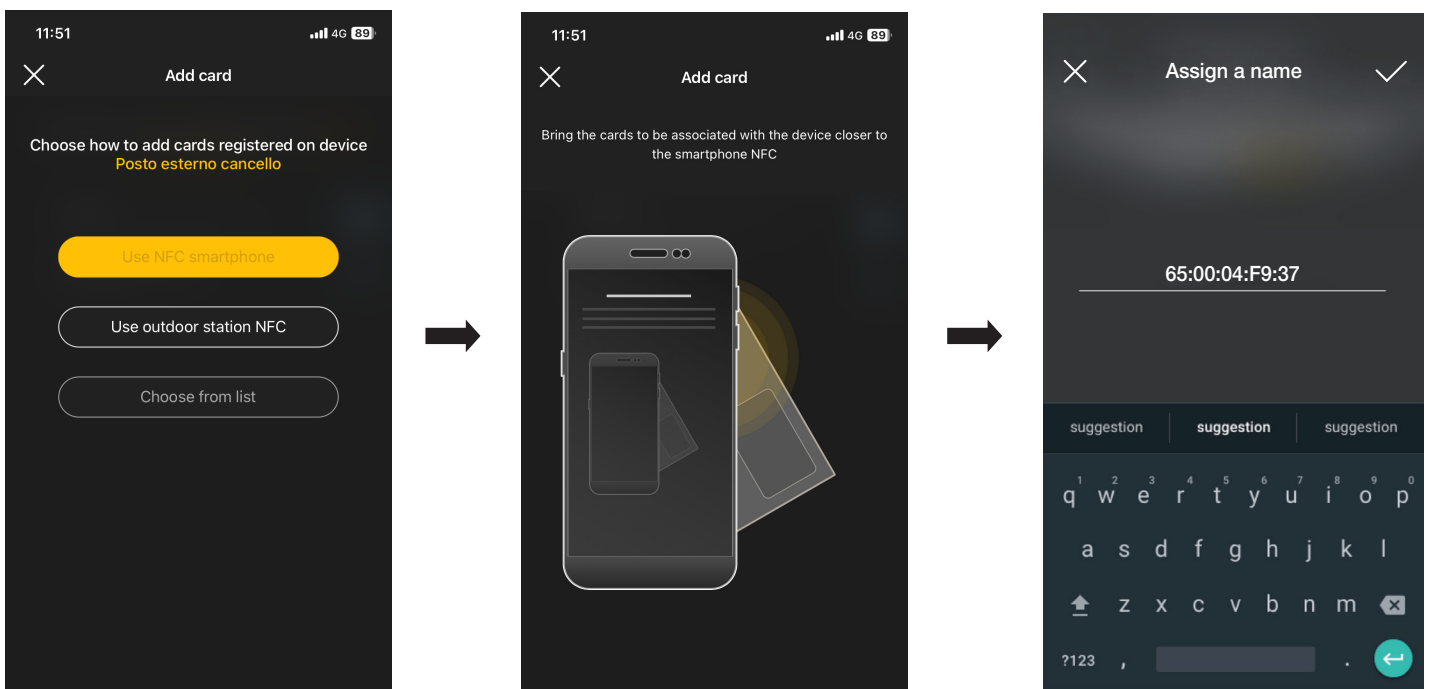 11:51
4G 89
Add card
Choose how to add cards registered on device
Posto esterno cancello
Use NFC smartphone
Use outdoor station NFC
Choose from list
11:51
4G 89
Add card
Bring the cards to be associated with the device closer to
the smartphone NFC
Assign a name
65:00:04:F9:37
suggestion suggestion suggestion
1 2 3 4 5 6 7 8 9 0
q w e r t y u i o p
a s d f g h j k l
z x c v b n m
?123 , .